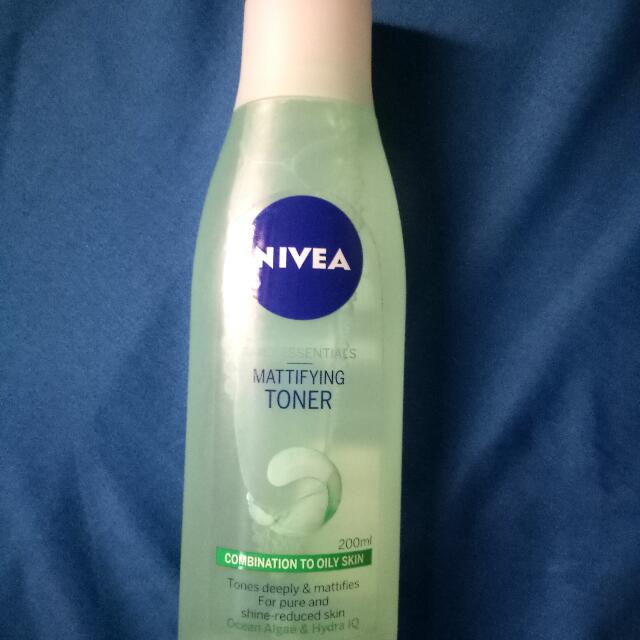 NIVEA
ESSENTIALS
MATTIFYING
TONER
200ml
COMBINATION TO OILY SKIN
Tones deeply & mattifies
For pure and
shine-reduced skin
Ocean Algae & Hydra IQ